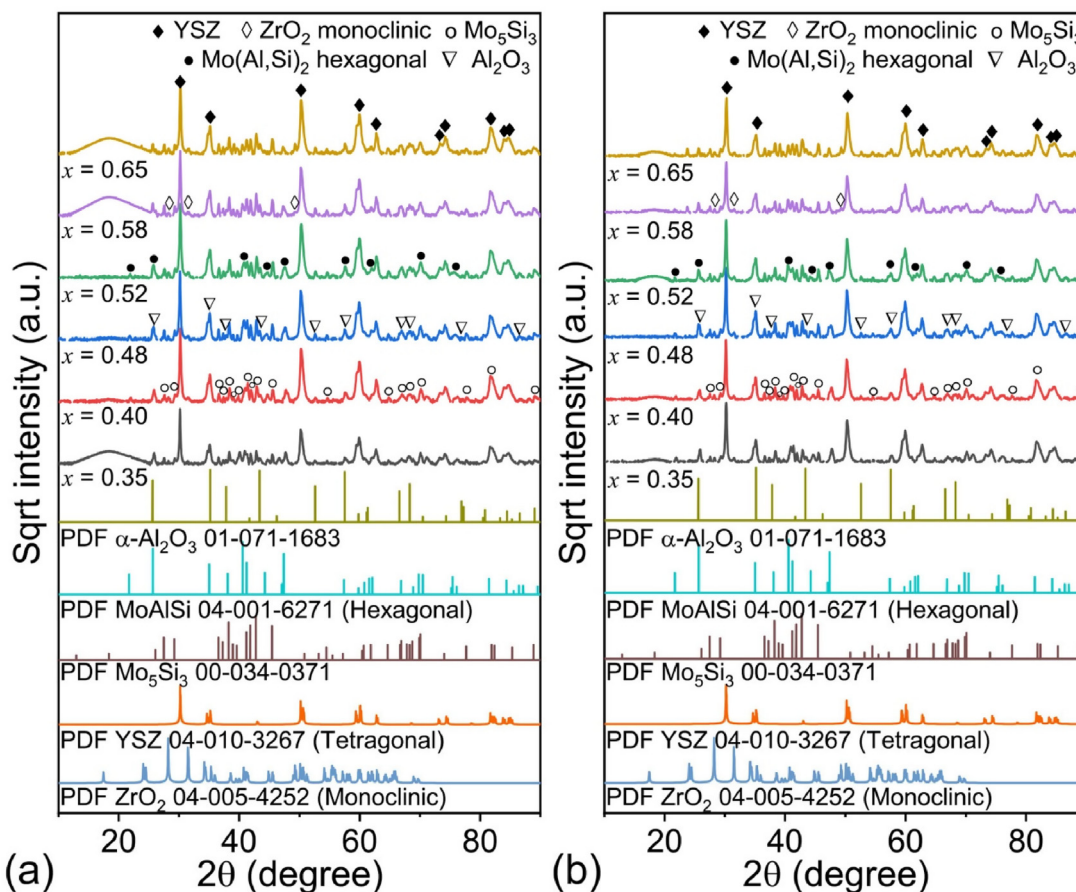 ◆ YSZ ◇ ZrO₂ monoclinic ○ Mo₅Si₃
● Mo(Al,Si)₂ hexagonal ▽ Al₂O₃
x = 0.65
x = 0.58
x = 0.52
x = 0.48
x = 0.40
x = 0.35
PDF α-Al₂O₃ 01-071-1683
PDF MoAlSi 04-001-6271 (Hexagonal)
PDF Mo₅Si₃ 00-034-0371
PDF YSZ 04-010-3267 (Tetragonal)
PDF ZrO₂ 04-005-4252 (Monoclinic)
Sqrt intensity (a.u.)
20 40 60 80
2θ (degree)
(a)
◆ YSZ ◇ ZrO₂ monoclinic ○ Mo₅Si₃
● Mo(Al,Si)₂ hexagonal ▽ Al₂O₃
x = 0.65
x = 0.58
x = 0.52
x = 0.48
x = 0.40
x = 0.35
PDF α-Al₂O₃ 01-071-1683
PDF MoAlSi 04-001-6271 (Hexagonal)
PDF Mo₅Si₃ 00-034-0371
PDF YSZ 04-010-3267 (Tetragonal)
PDF ZrO₂ 04-005-4252 (Monoclinic)
Sqrt intensity (a.u.)
20 40 60 80
2θ (degree)
(b)